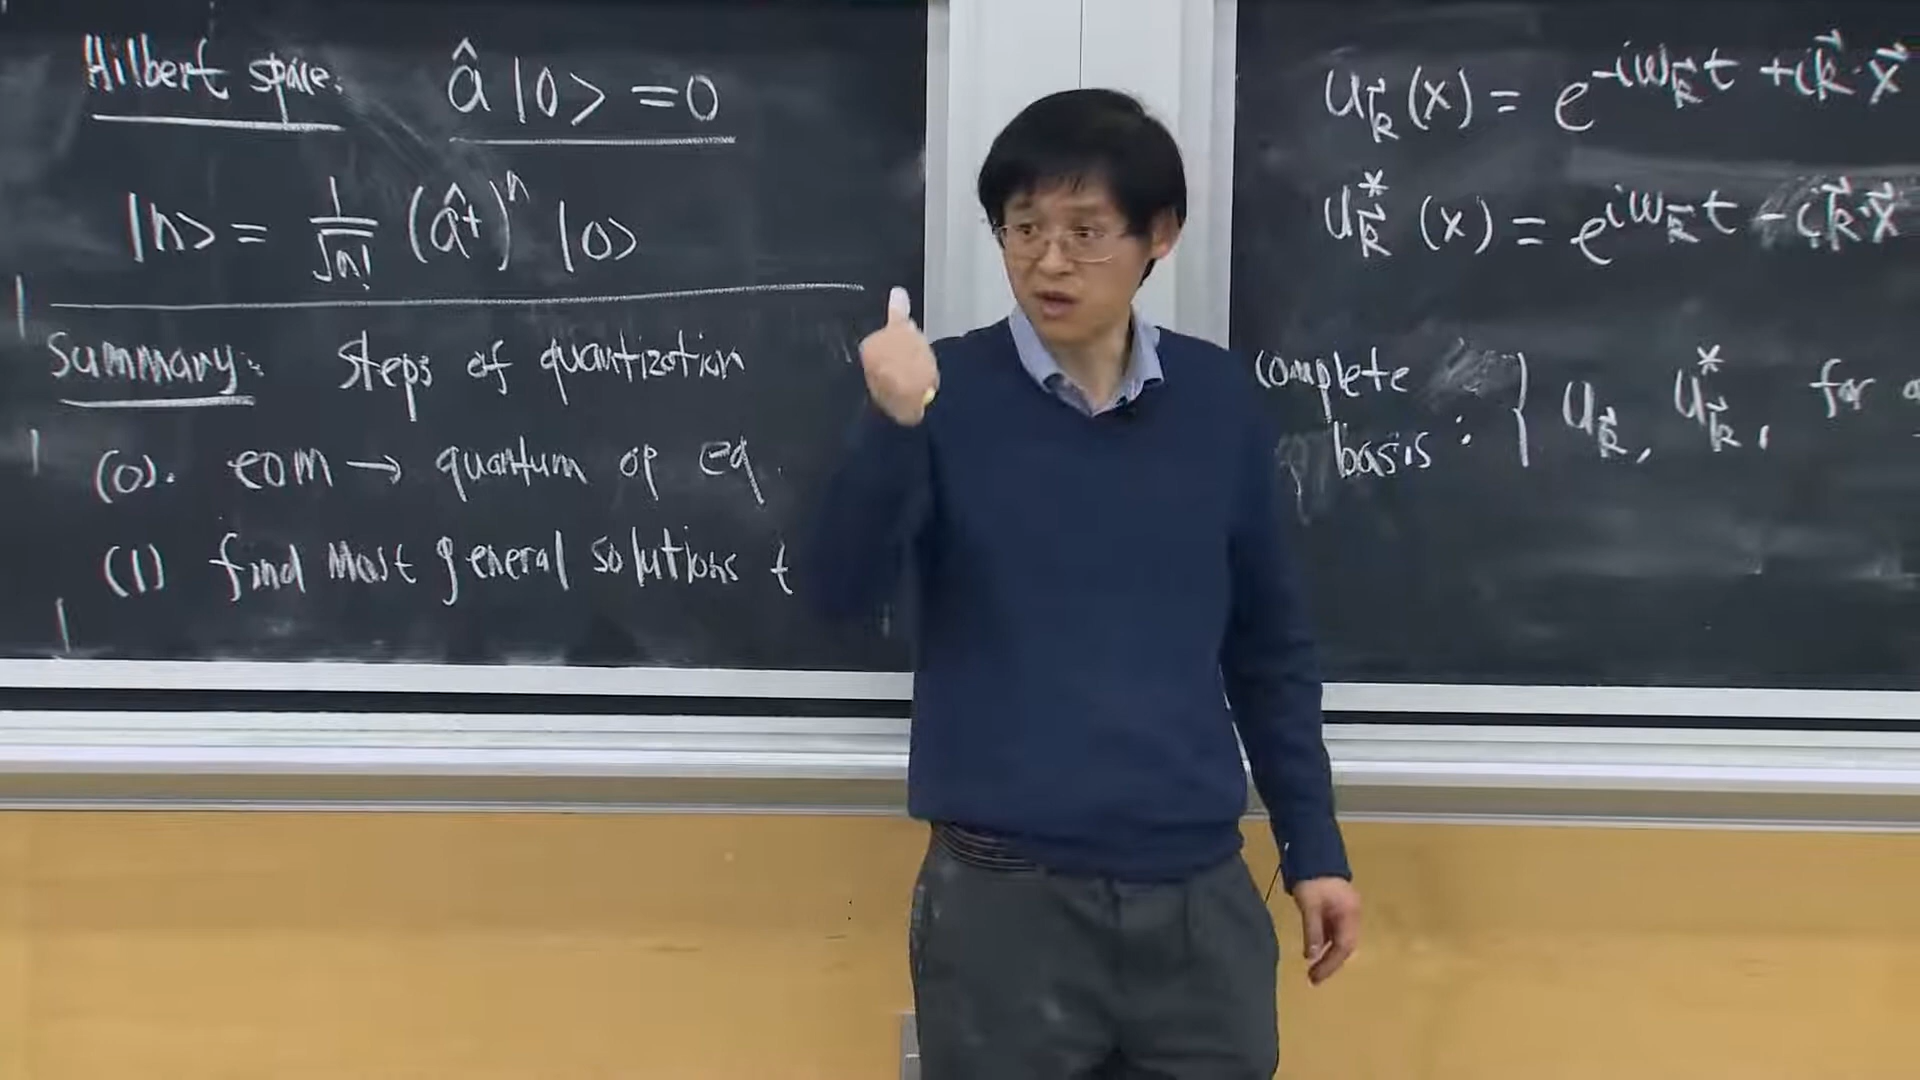 Hilbert space: â |0> = 0
|n> = 1/√n! (â†)ⁿ |0>
Summary: steps of quantization
(0). eom → quantum op eq.
(1) find most general solutions t
u_k⃗ (x) = e^{-iω_k⃗ t + ik⃗·x⃗}
u*_k⃗ (x) = e^{iω_k⃗ t - ik⃗·x⃗}
complete
basis : } u_k⃗, u*_k⃗, for